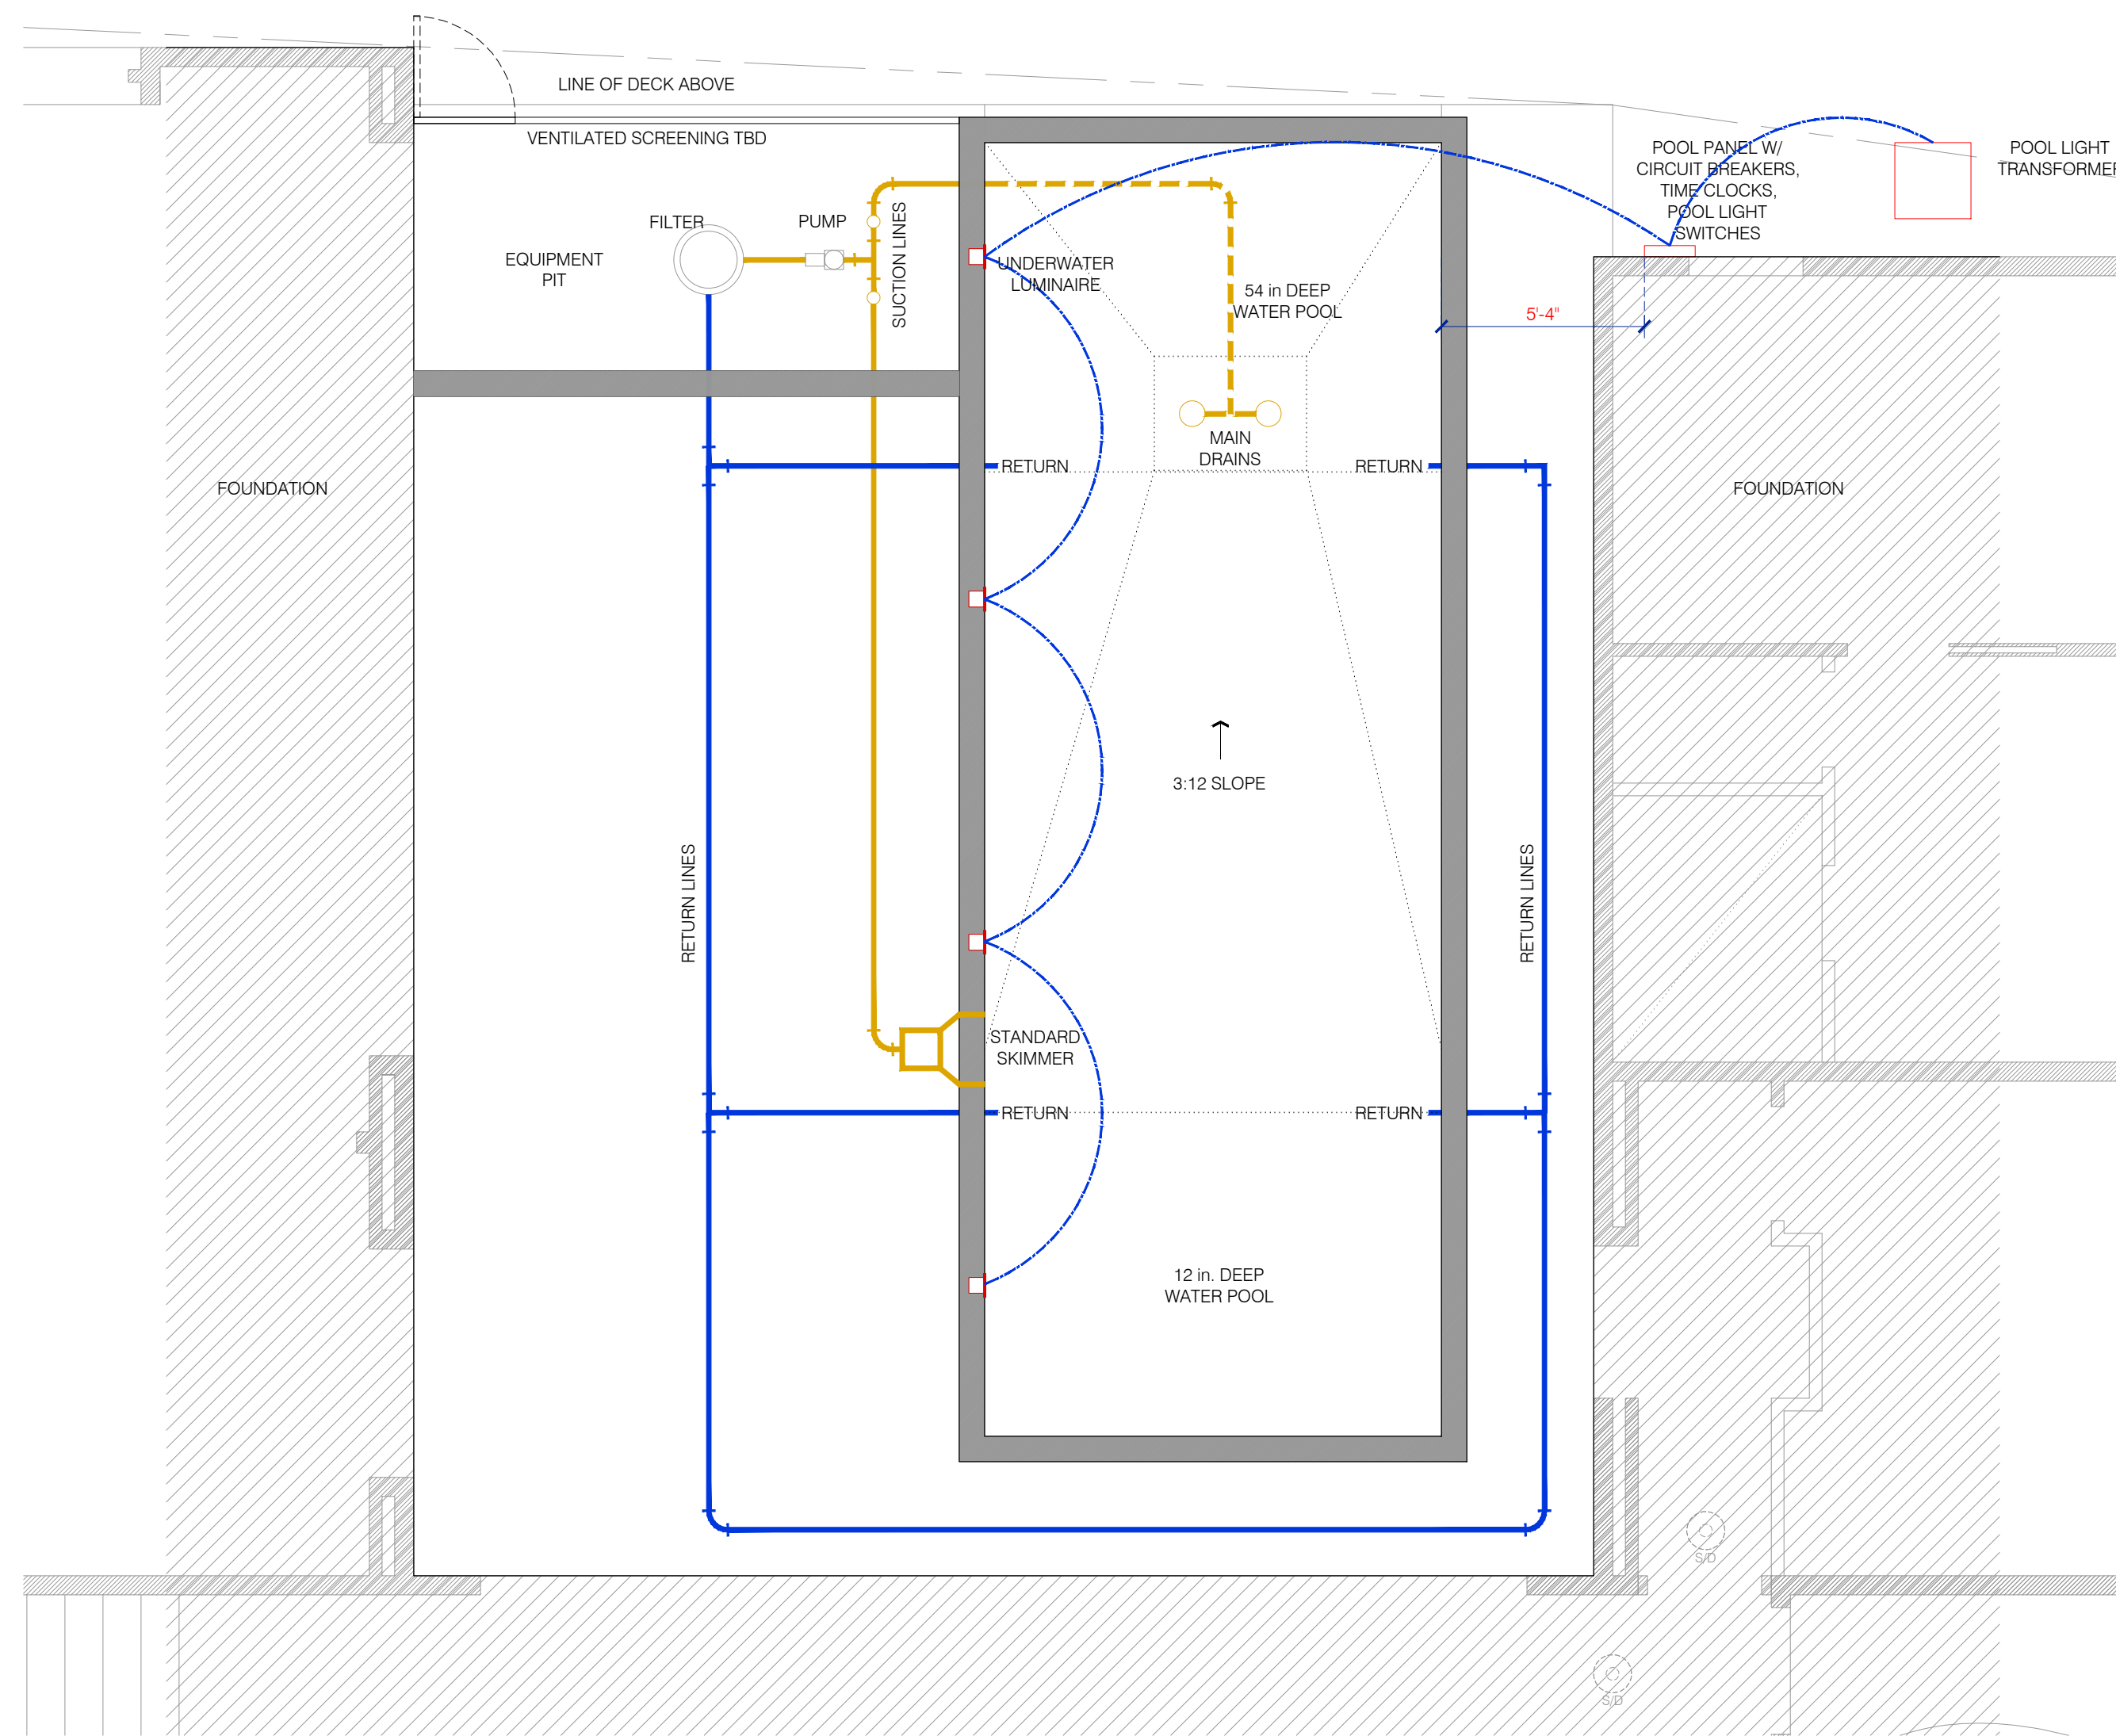 LINE OF DECK ABOVE
VENTILATED SCREENING TBD
POOL PANEL W/
CIRCUIT BREAKERS,
TIME CLOCKS,
POOL LIGHT
SWITCHES
POOL LIGHT
TRANSFORMER
FILTER
PUMP
SUCTION LINES
EQUIPMENT
PIT
UNDERWATER
LUMINAIRE
54 in DEEP
WATER POOL
5'-4"
MAIN
DRAINS
RETURN
RETURN
FOUNDATION
FOUNDATION
3:12 SLOPE
RETURN LINES
RETURN LINES
STANDARD
SKIMMER
RETURN
RETURN
12 in. DEEP
WATER POOL
S/D
S/D